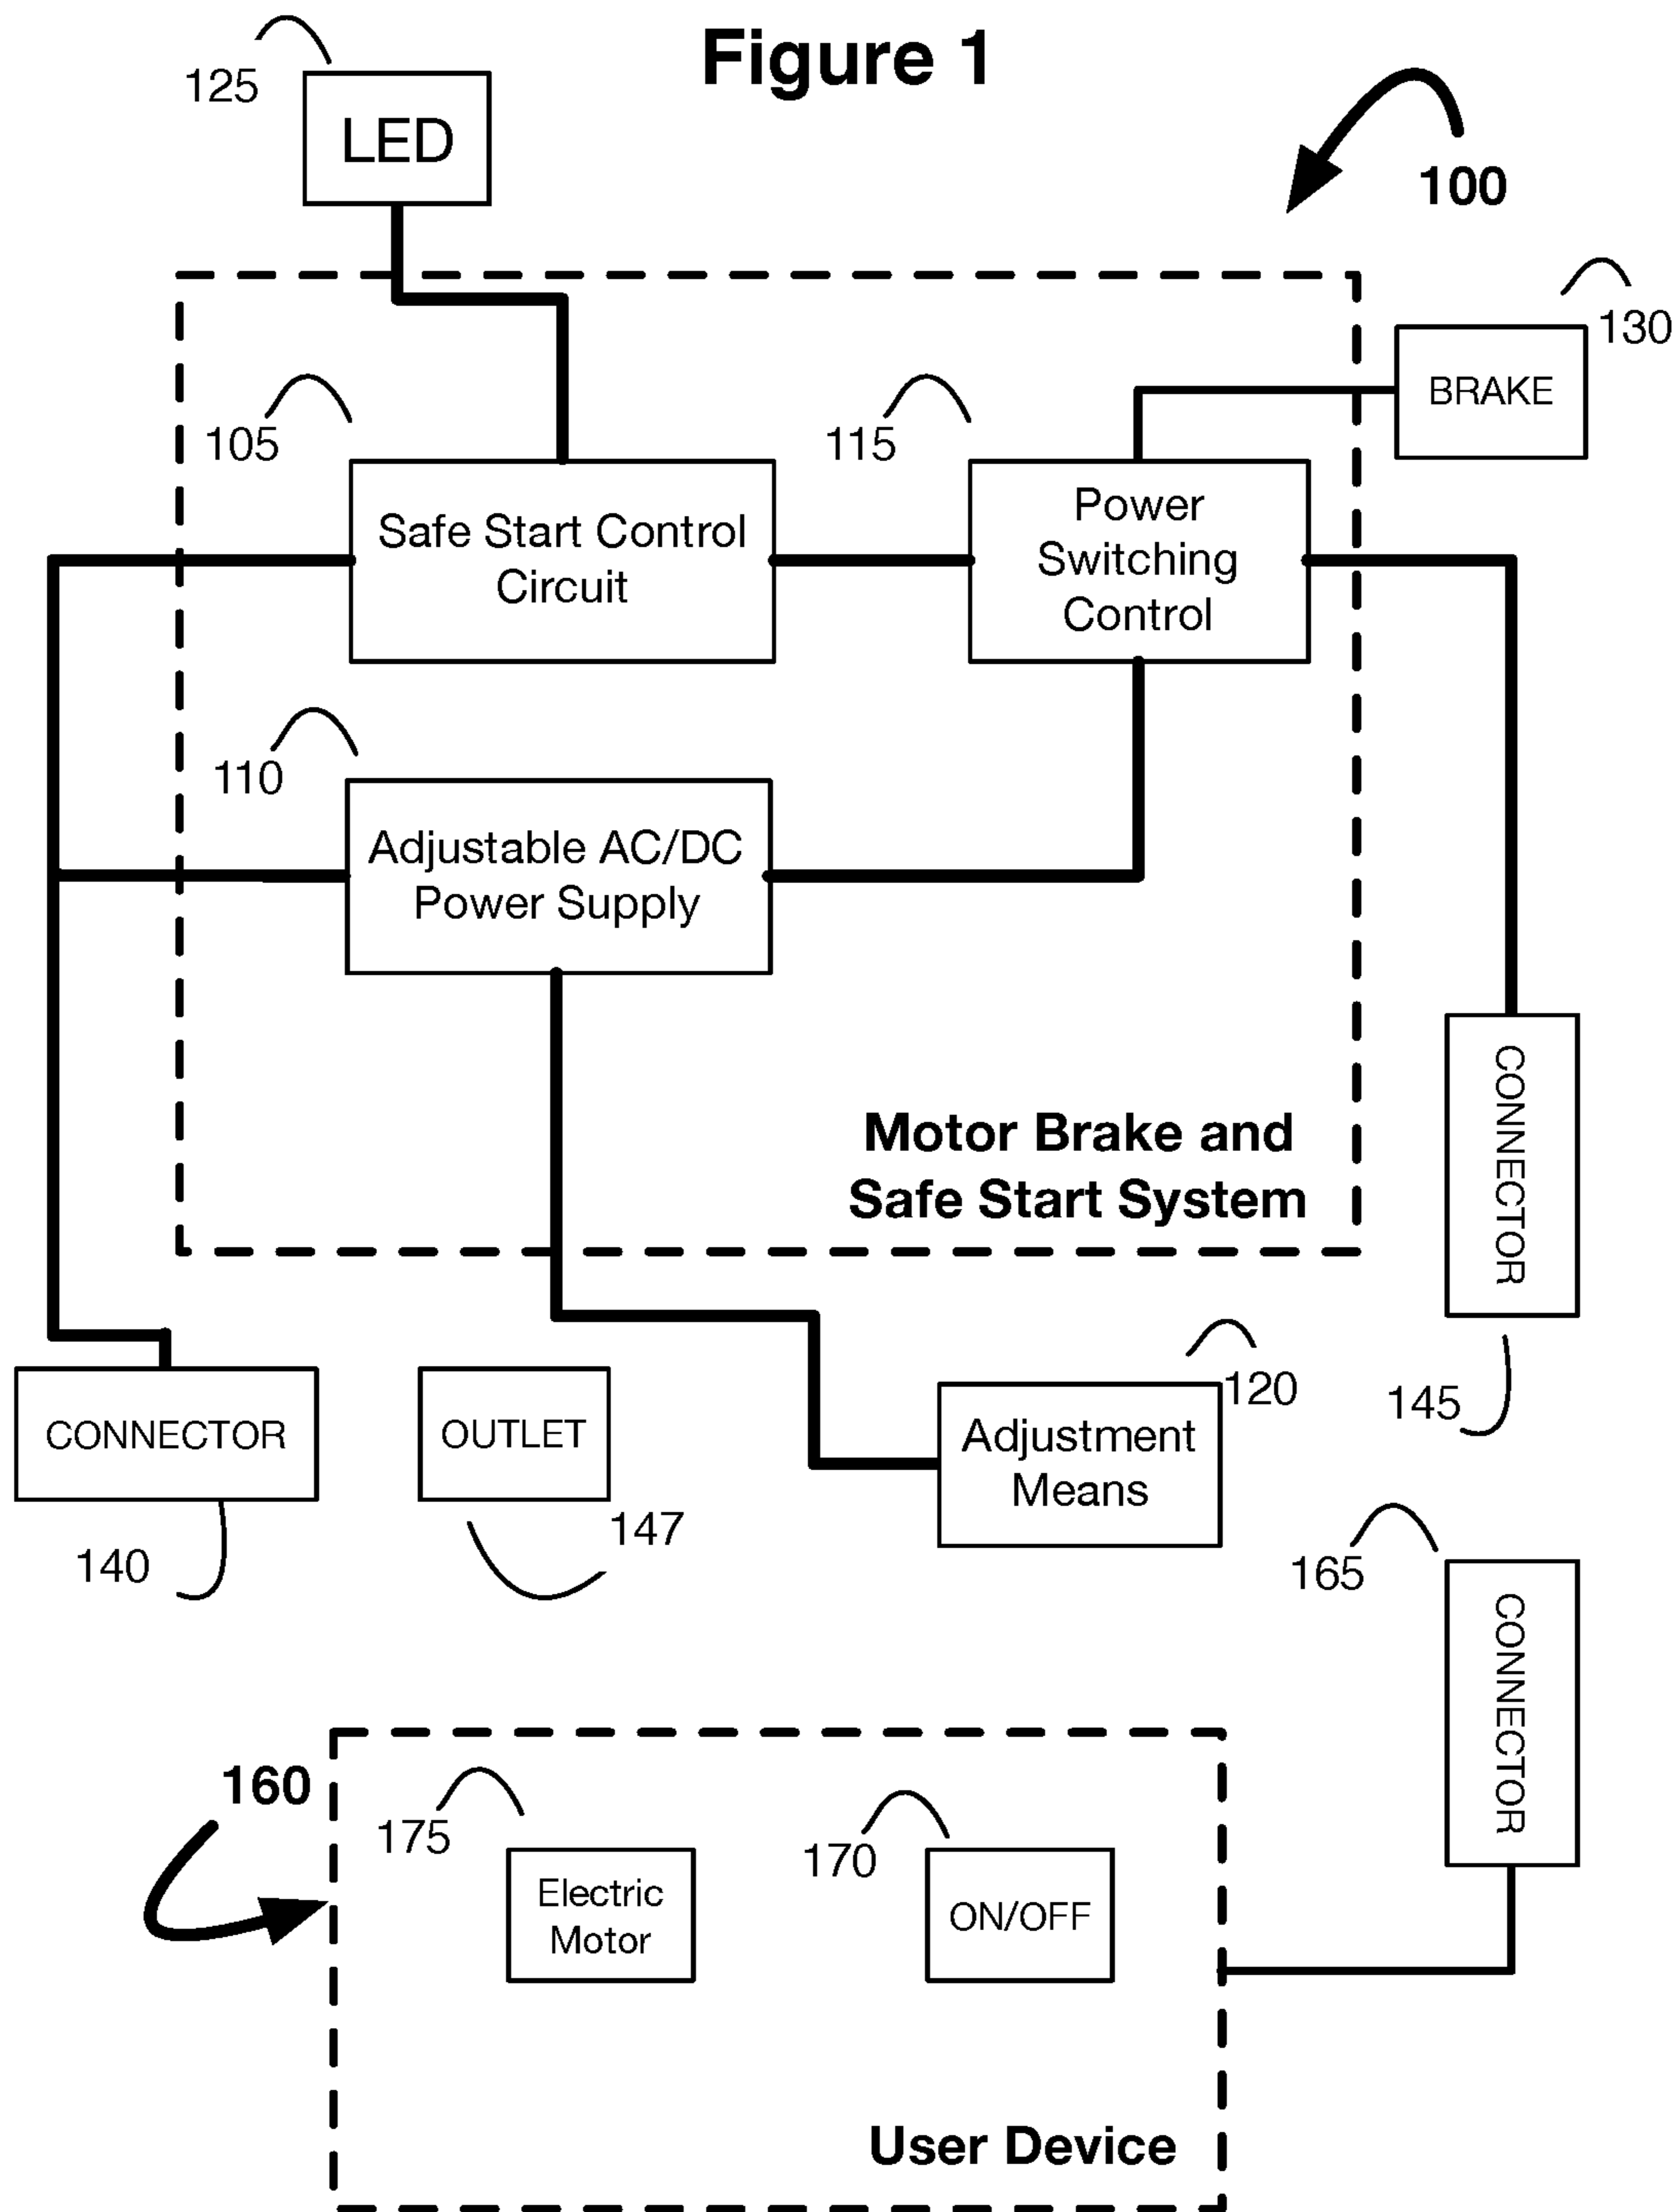 Figure 1
125
LED
100
130
BRAKE
105
115
Safe Start Control
Circuit
Power
Switching
Control
110
Adjustable AC/DC
Power Supply
CONNECTOR
Motor Brake and
Safe Start System
120
145
CONNECTOR
OUTLET
Adjustment
Means
140
147
165
CONNECTOR
160
175
170
Electric
Motor
ON/OFF
User Device